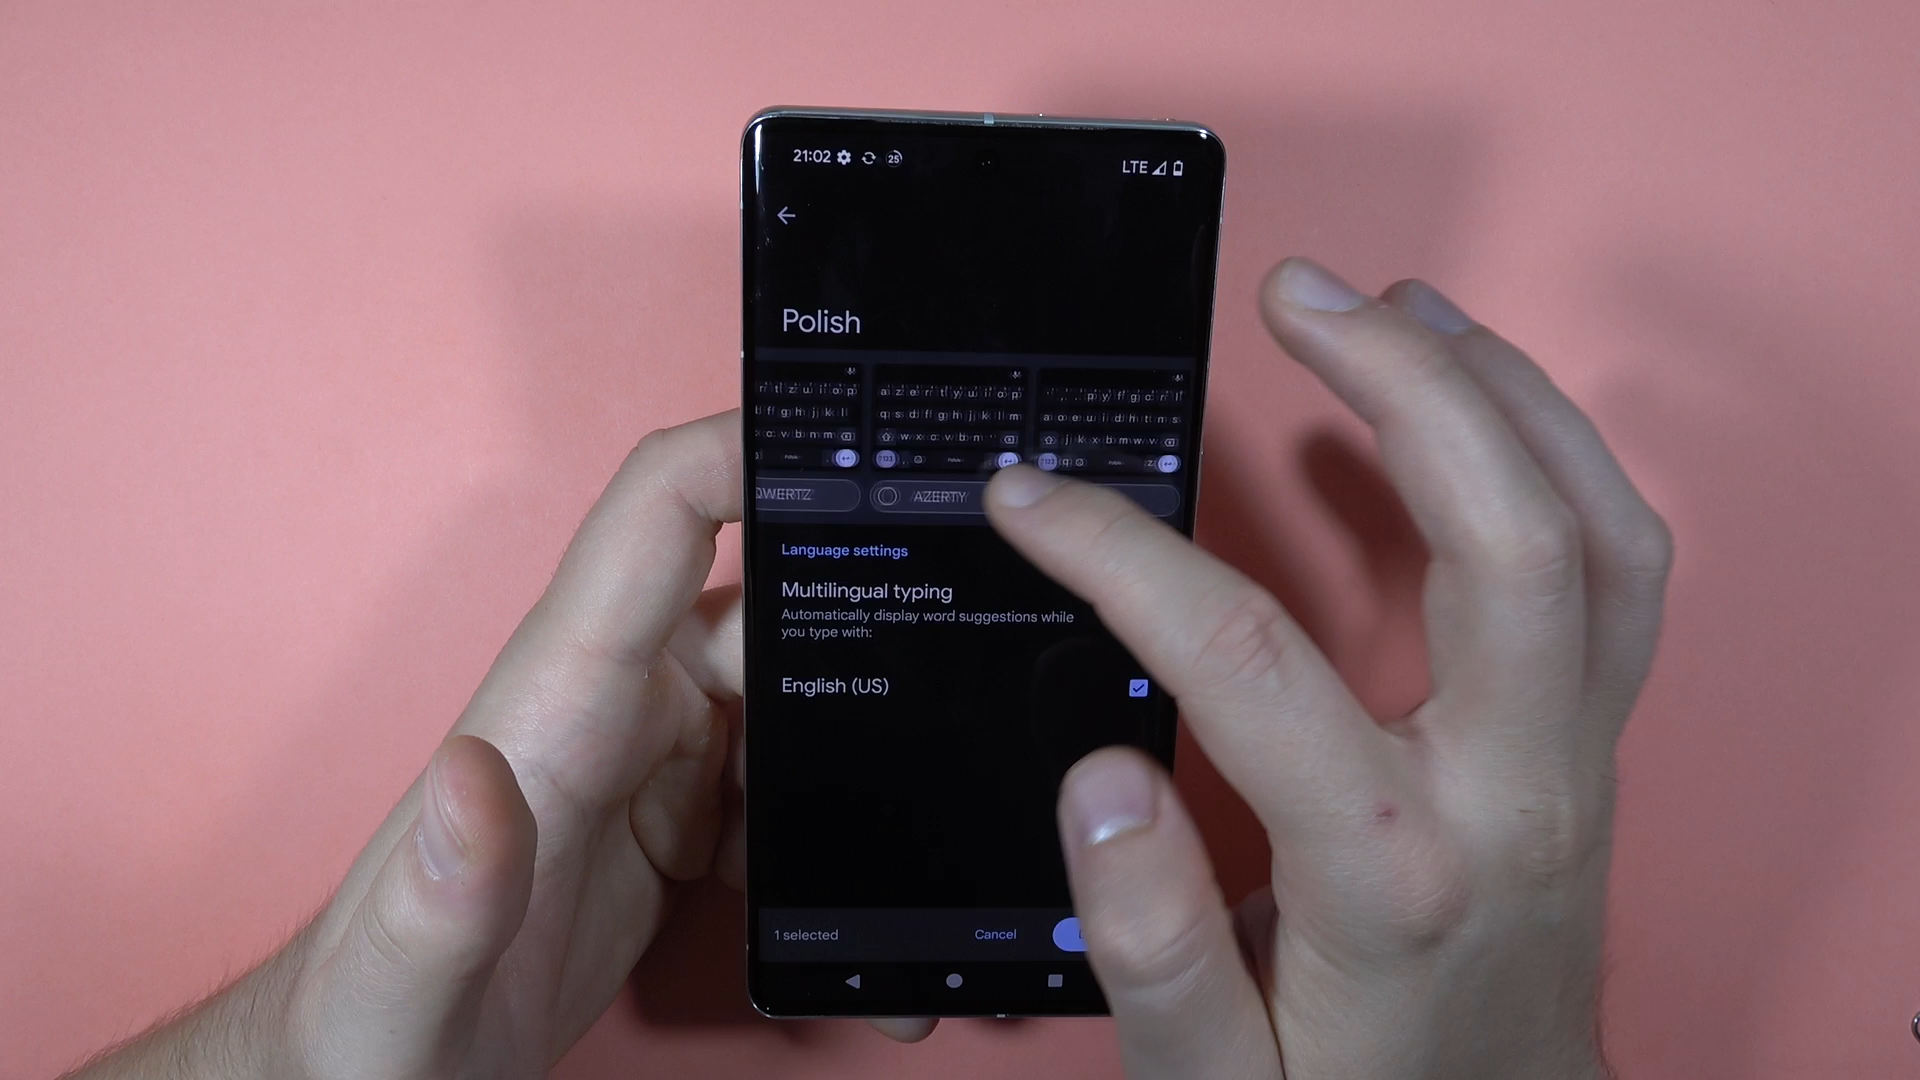 21:02 25 LTE
Polish
QWERTZ AZERTY
Language settings
Multilingual typing
Automatically display word suggestions while
you type with:
English (US)
1 selected Cancel